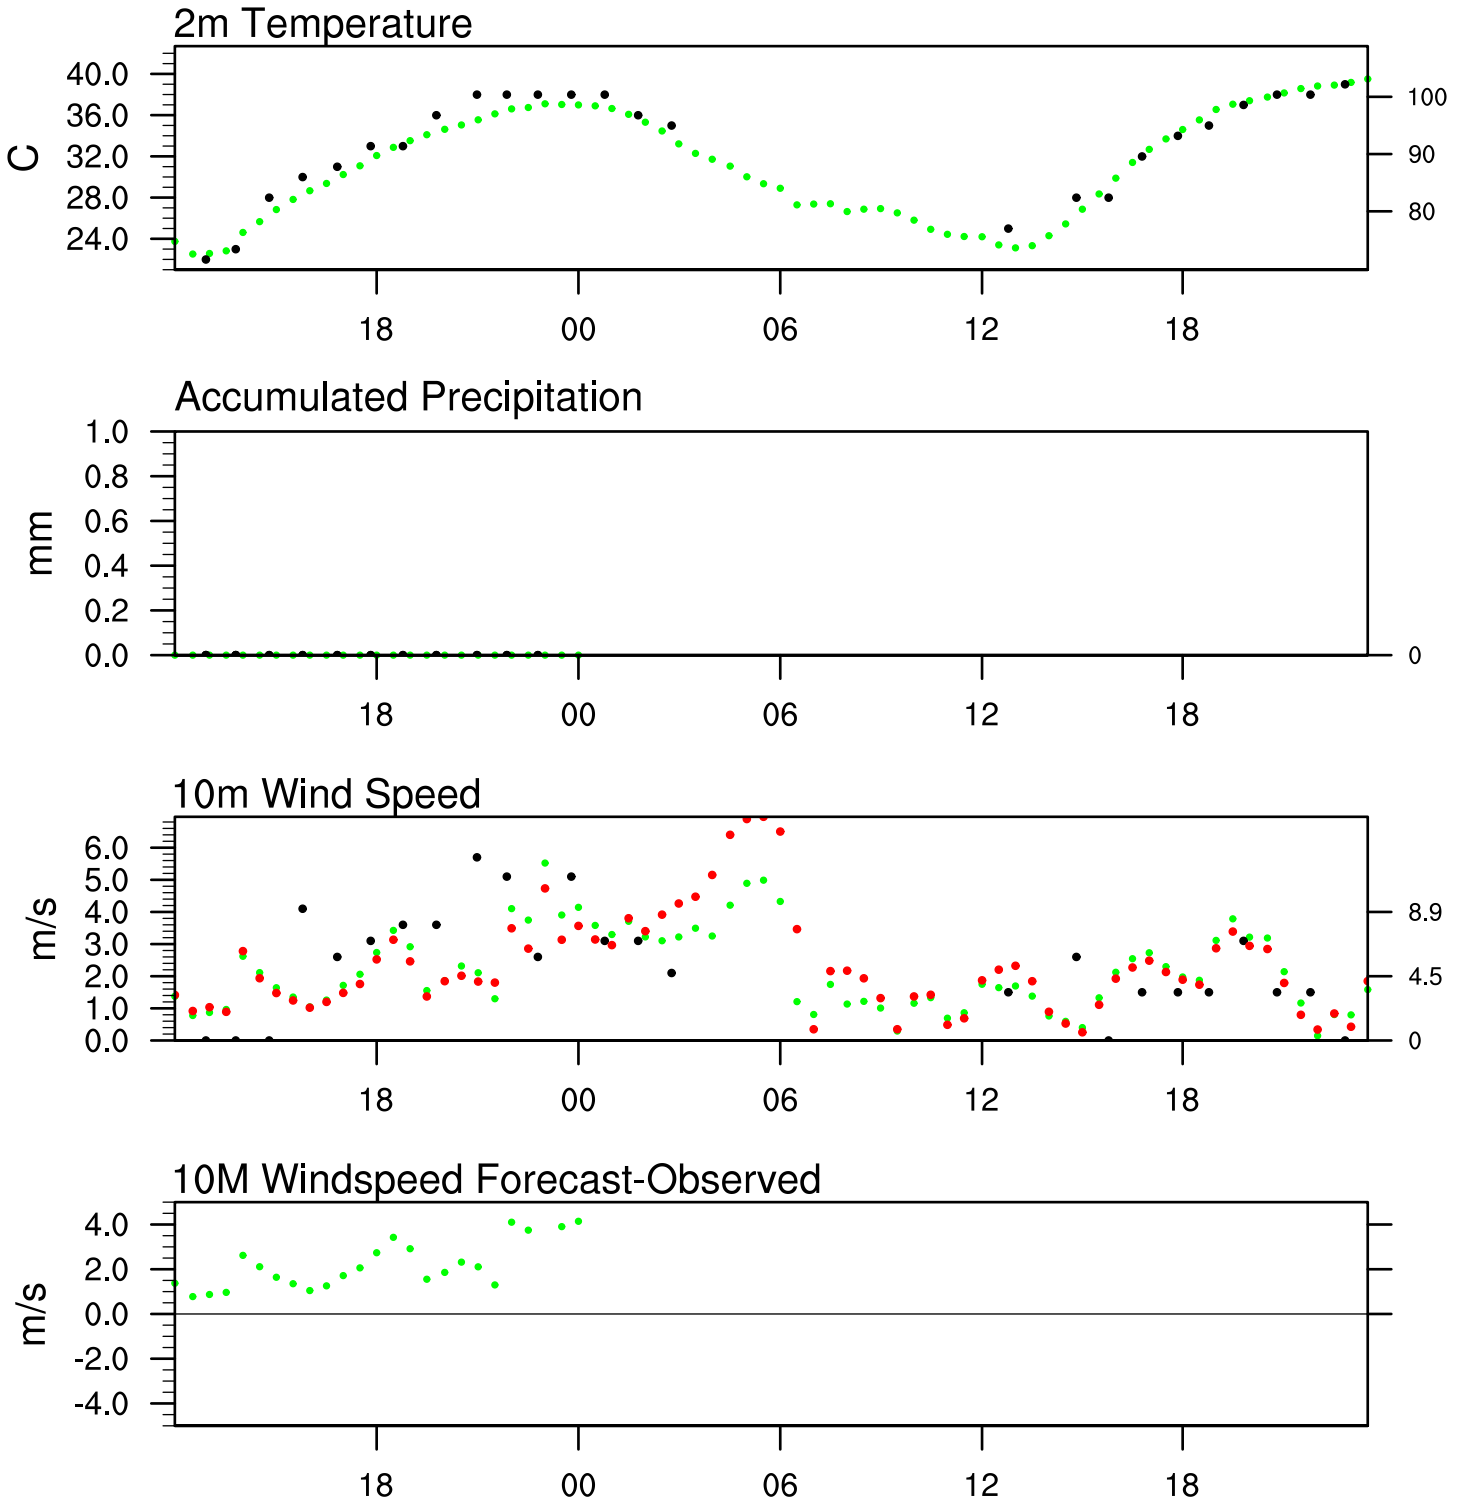 2m Temperature
40.0
36.0
32.0
28.0
24.0
C
100
90
80
18 00 06 12 18
Accumulated Precipitation
1.0
0.8
0.6
0.4
0.2
0.0
mm
0
18 00 06 12 18
10m Wind Speed
6.0
5.0
4.0
3.0
2.0
1.0
0.0
m/s
8.9
4.5
0
18 00 06 12 18
10M Windspeed Forecast-Observed
4.0
2.0
0.0
-2.0
-4.0
m/s
18 00 06 12 18